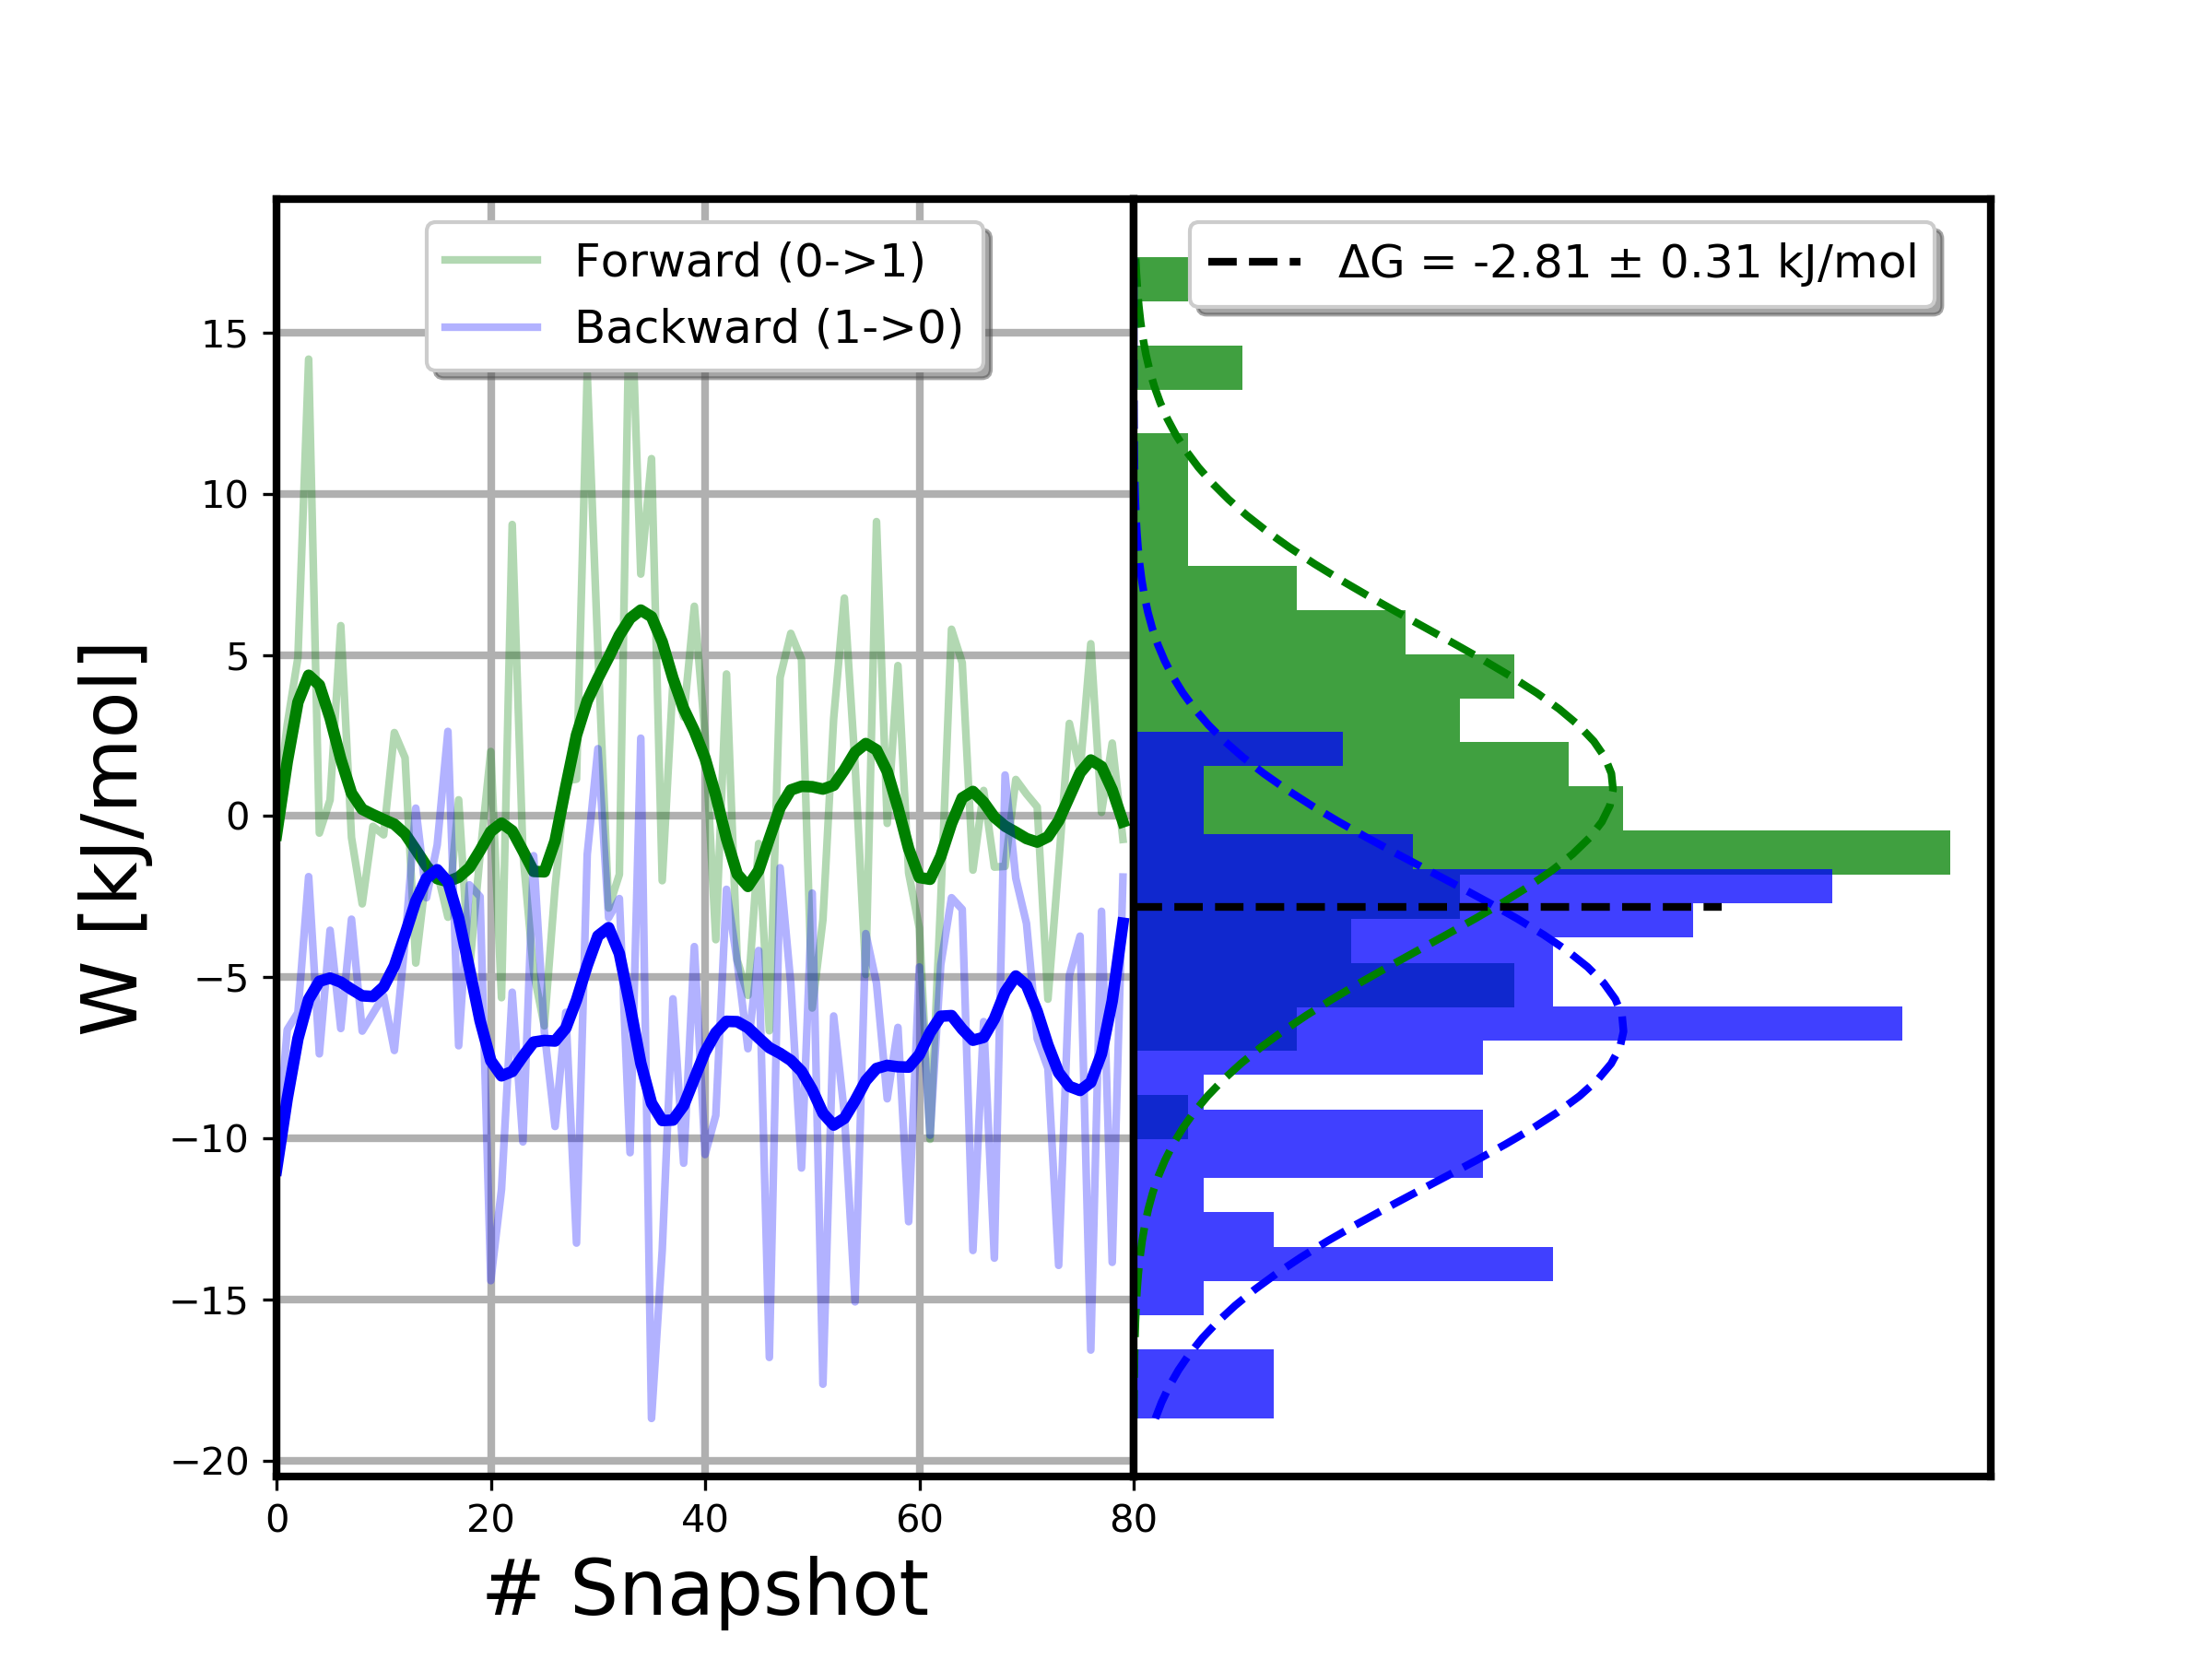 Forward (0->1)
Backward (1->0)
ΔG = -2.81 ± 0.31 kJ/mol
W [kJ/mol]
15
10
5
0
−5
−10
−15
−20
0 20 40 60 80
# Snapshot